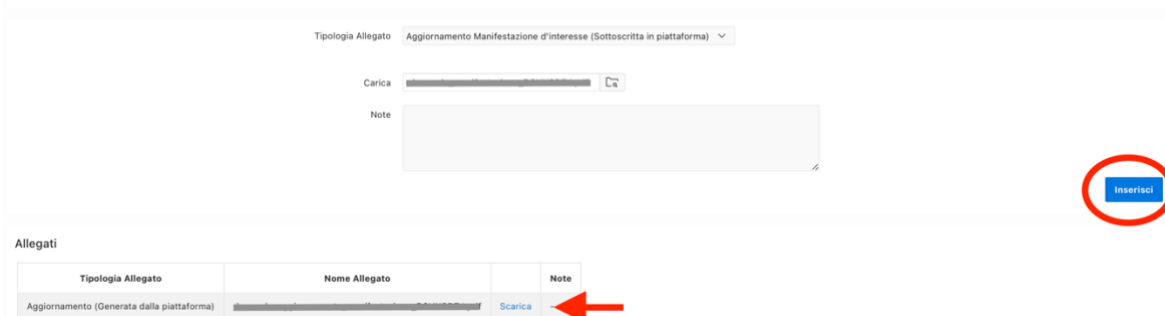 Tipologia Allegato Aggiornamento Manifestazione d'interesse (Sottoscritta in piattaforma)
Carica
Note
Inserisci
Allegati
Tipologia Allegato Nome Allegato Note
Aggiornamento (Generata dalla piattaforma) Scarica